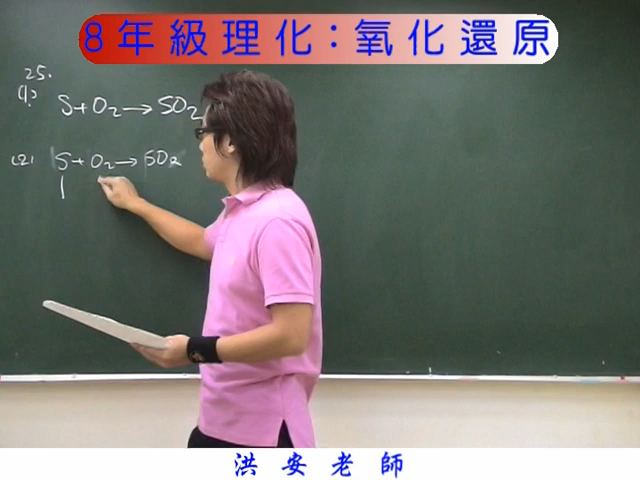 8年級理化：氧化還原
25.
(1) S + O₂ → SO₂
(2) S + O₂ → SO₂
1
洪安老師